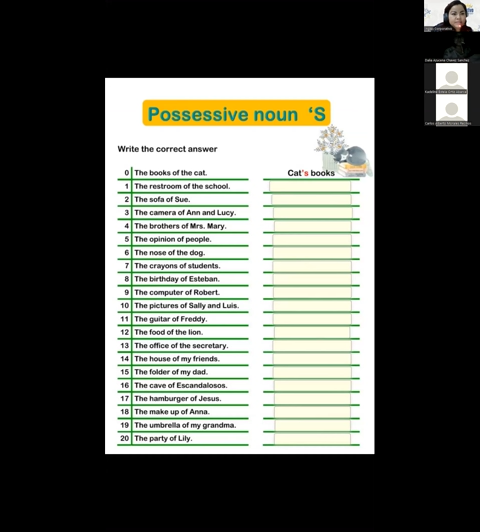 Possessive noun ‘S
Write the correct answer
0 The books of the cat. Cat's books
1 The restroom of the school.
2 The sofa of Sue.
3 The camera of Ann and Lucy.
4 The brothers of Mrs. Mary.
5 The opinion of people.
6 The nose of the dog.
7 The crayons of students.
8 The birthday of Esteban.
9 The computer of Robert.
10 The pictures of Sally and Luis.
11 The guitar of Freddy.
12 The food of the lion.
13 The office of the secretary.
14 The house of my friends.
15 The folder of my dad.
16 The cave of Escandalosos.
17 The hamburger of Jesus.
18 The make up of Anna.
19 The umbrella of my grandma.
20 The party of Lily.